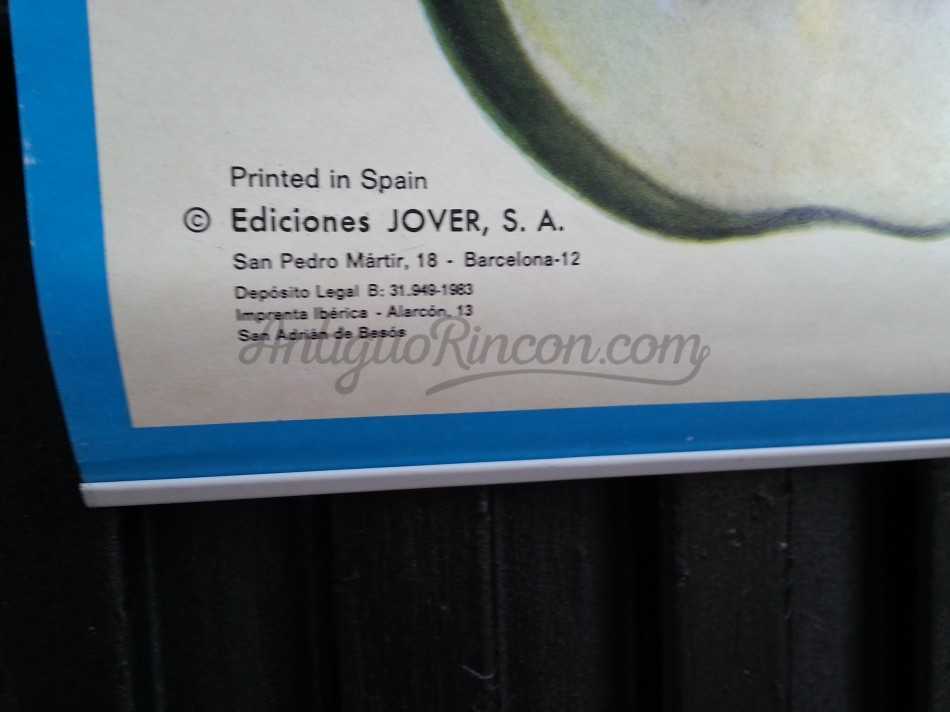 Printed in Spain
© Ediciones JOVER, S. A.
San Pedro Mártir, 18 - Barcelona-12
Depósito Legal B: 31.949-1983
Imprenta Ibérica - Alarcón, 13
San Adrián de Besós
AntiguoRincon.com